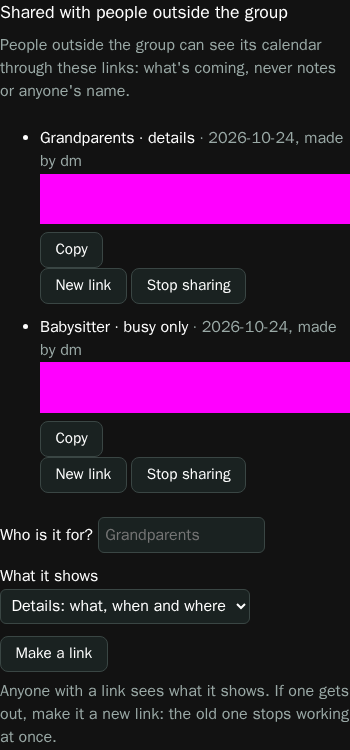 Shared with people outside the group
People outside the group can see its calendar
through these links: what's coming, never notes
or anyone's name.
Grandparents · details · 2026-10-24, made
by dm
Copy
New link Stop sharing
Babysitter · busy only · 2026-10-24, made
by dm
Copy
New link Stop sharing
Who is it for? Grandparents
What it shows
Details: what, when and where
Make a link
Anyone with a link sees what it shows. If one gets
out, make it a new link: the old one stops working
at once.